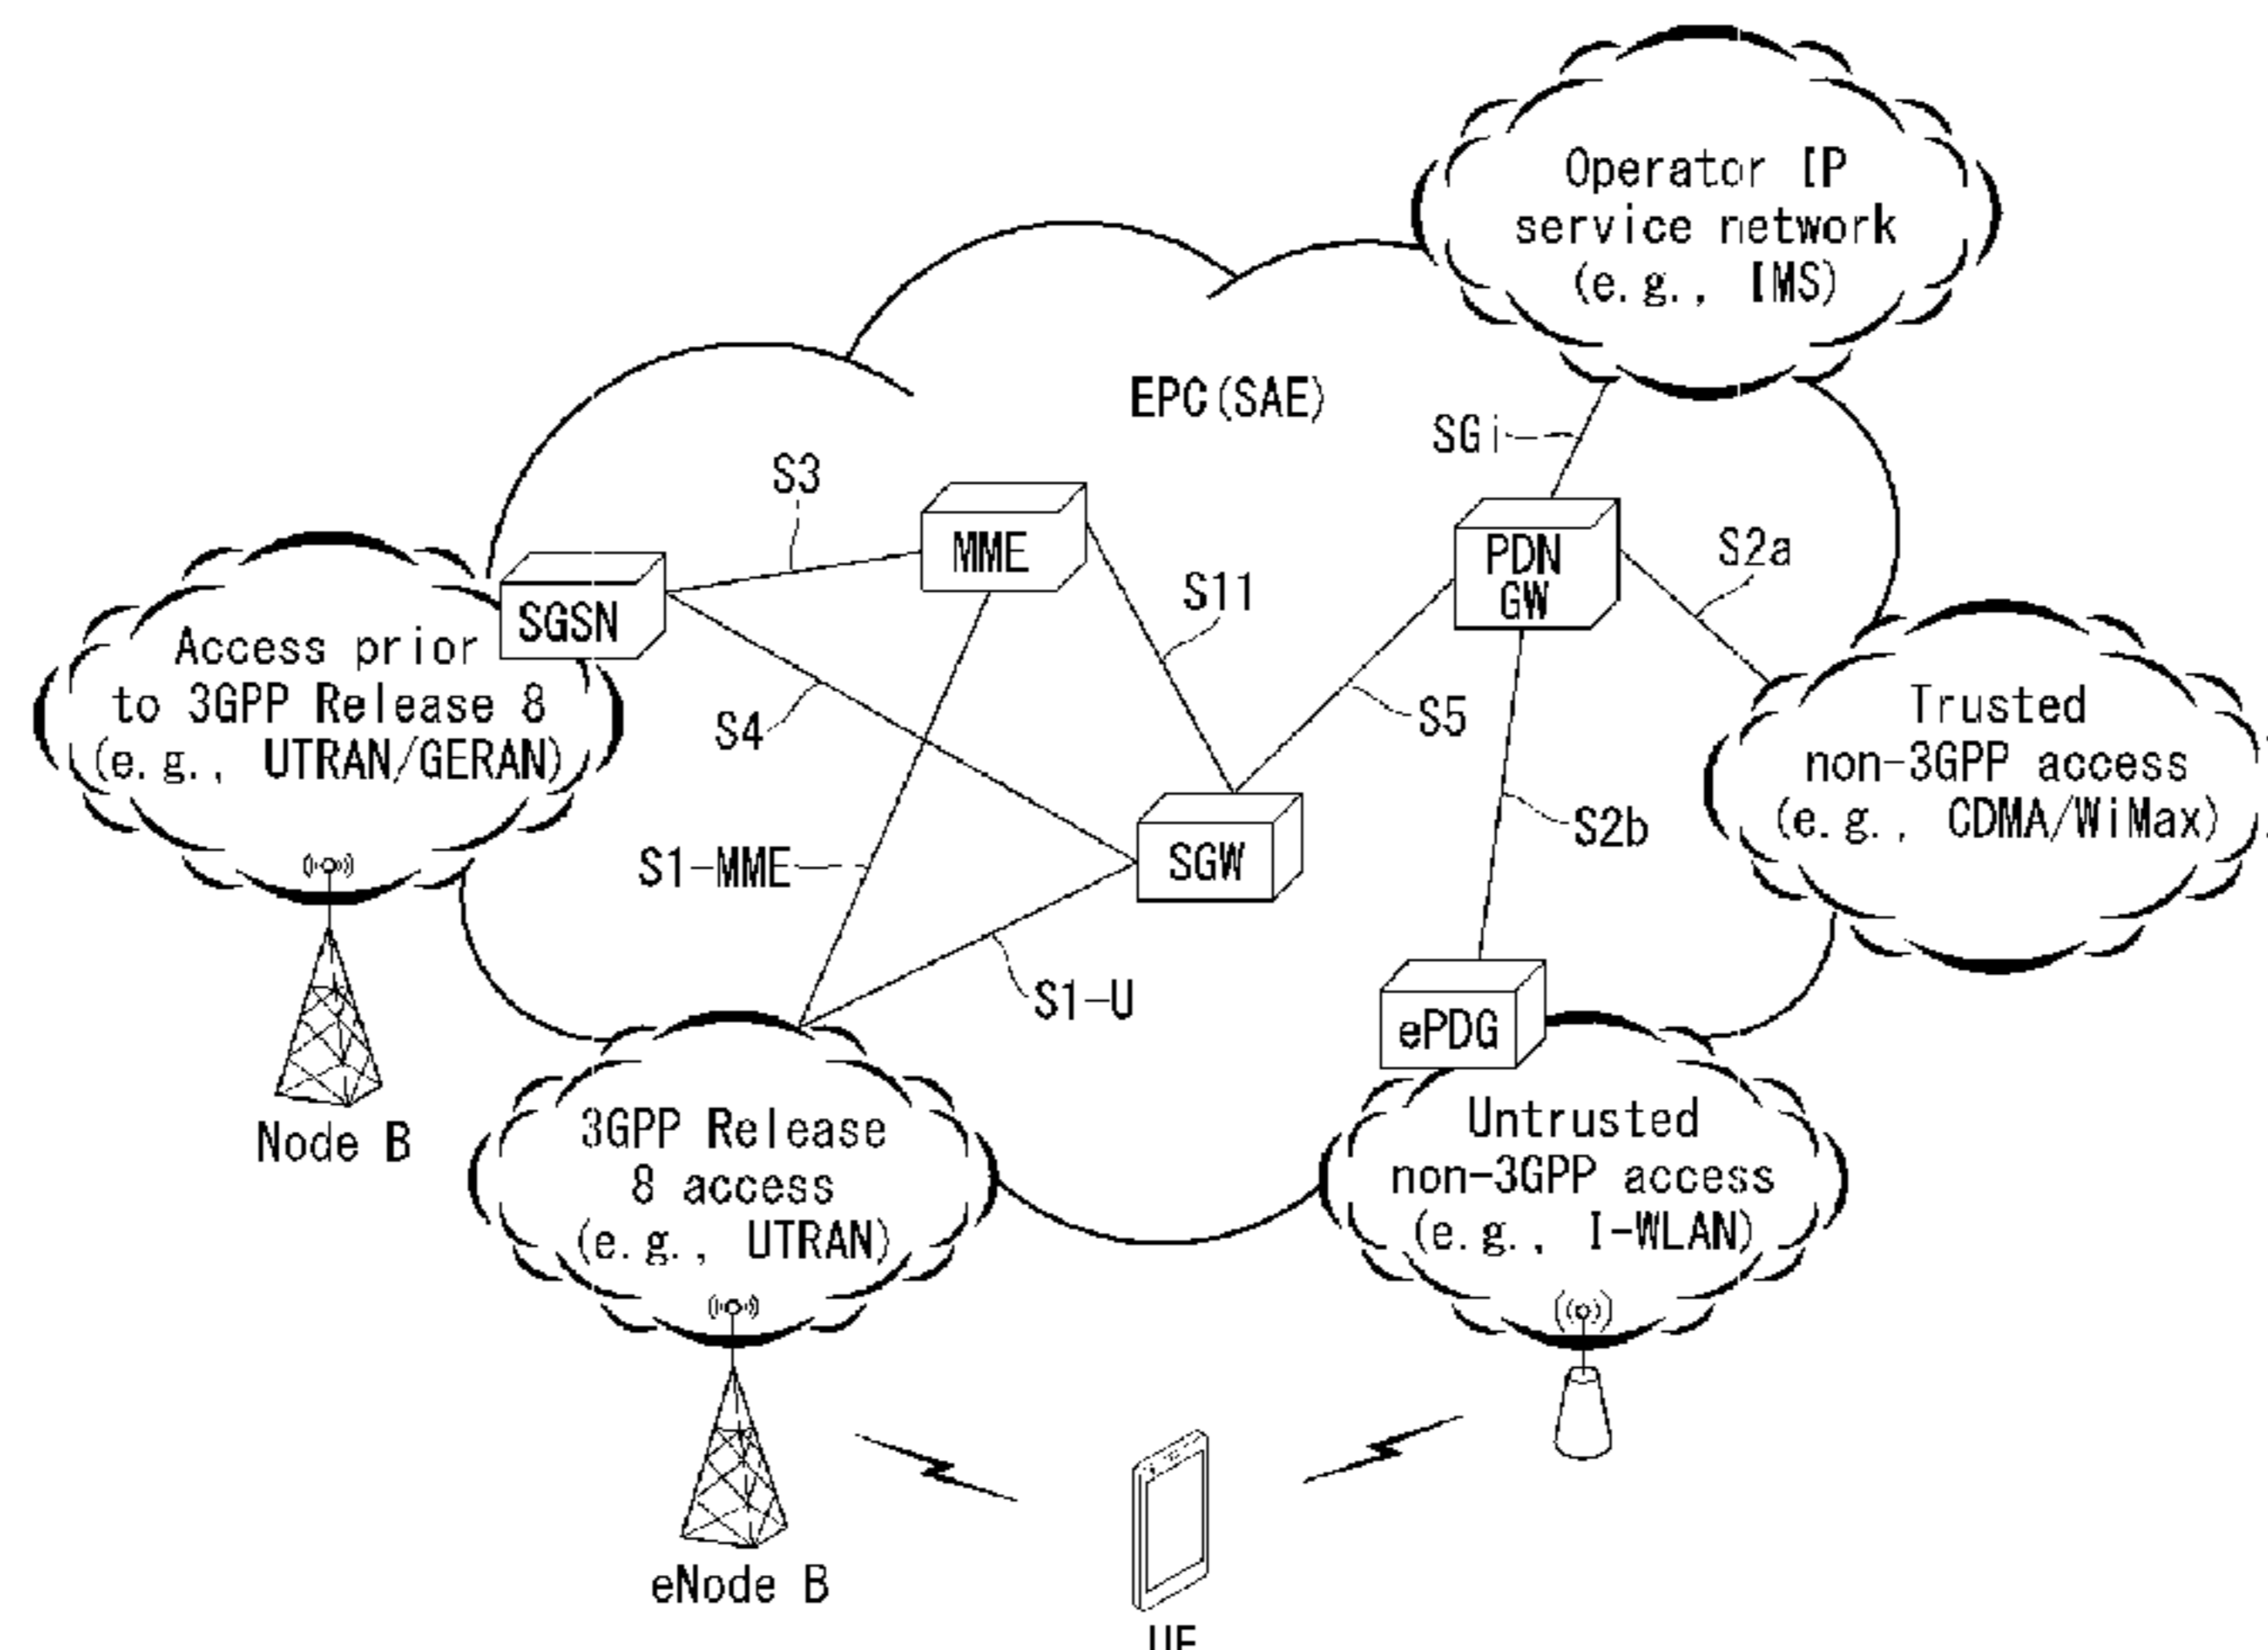 Operator IP
service network
(e.g., IMS)
EPC(SAE)
SGi
S3
MME
PDN
GW
S2a
SGSN
S11
Access prior
to 3GPP Release 8
(e.g., UTRAN/GERAN)
S4
S5
Trusted
non-3GPP access
(e.g., CDMA/WiMax)
S1-MME
SGW
S2b
S1-U
ePDG
Node B
3GPP Release
8 access
(e.g., UTRAN)
Untrusted
non-3GPP access
(e.g., I-WLAN)
eNode B
UE